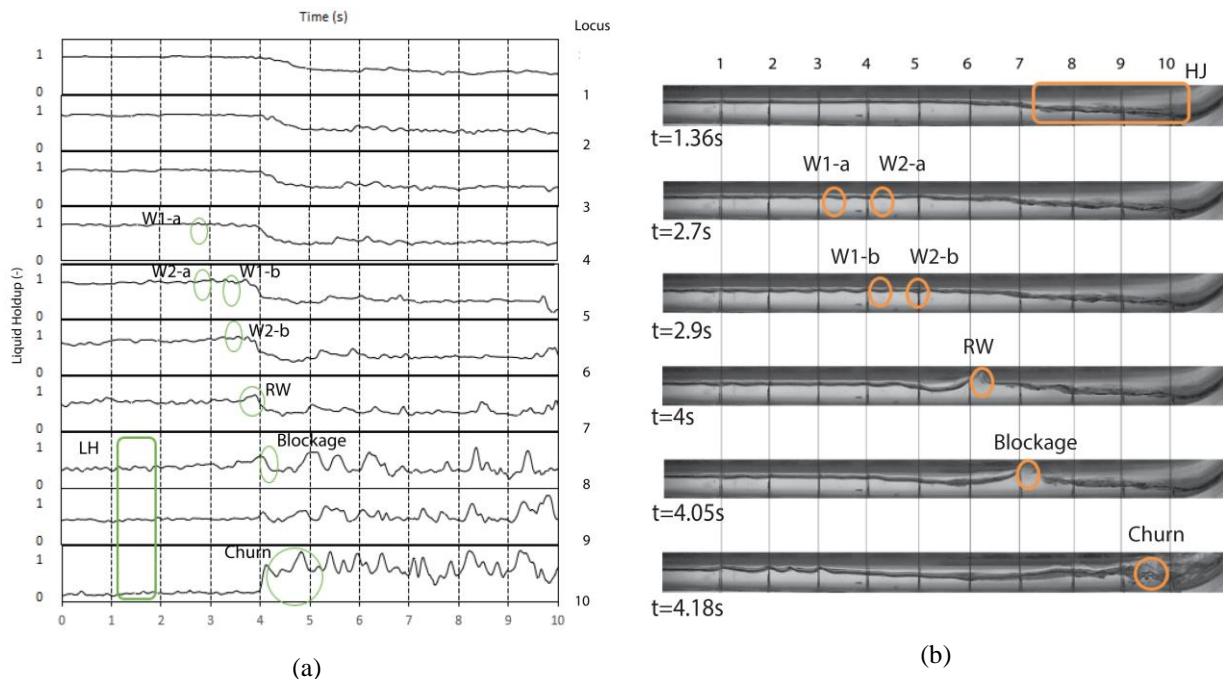 Time (s)
Locus
1
0
1
1
0
2
1
0
3
W1-a
1
0
4
W2-a W1-b
1
0
5
W2-b
1
0
6
RW
1
0
7
LH Blockage
1
0
8
1
0
9
Churn
1
0
10
0 1 2 3 4 5 6 7 8 9 10
Liquid Holdup (-)
(a)
1 2 3 4 5 6 7 8 9 10 HJ
t=1.36s
W1-a W2-a
t=2.7s
W1-b W2-b
t=2.9s
RW
t=4s
Blockage
t=4.05s
Churn
t=4.18s
(b)